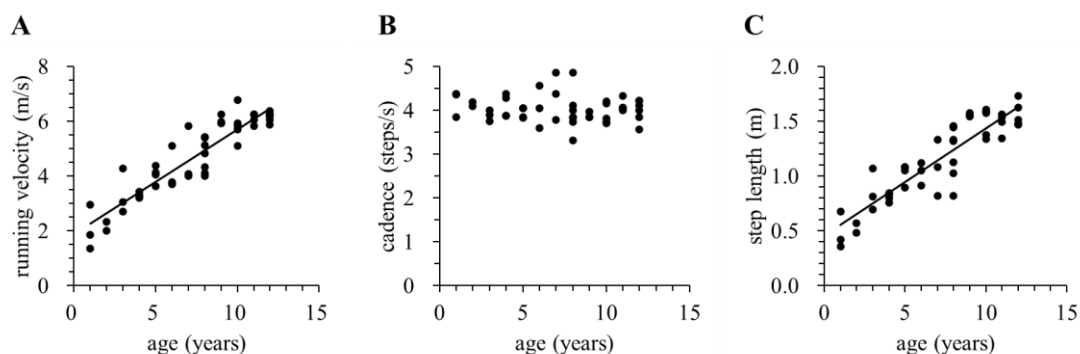 A
running velocity (m/s)
8
6
4
2
0
0 5 10 15
age (years)
B
cadence (steps/s)
5
4
3
2
1
0
0 5 10 15
age (years)
C
step length (m)
2.0
1.5
1.0
0.5
0.0
0 5 10 15
age (years)